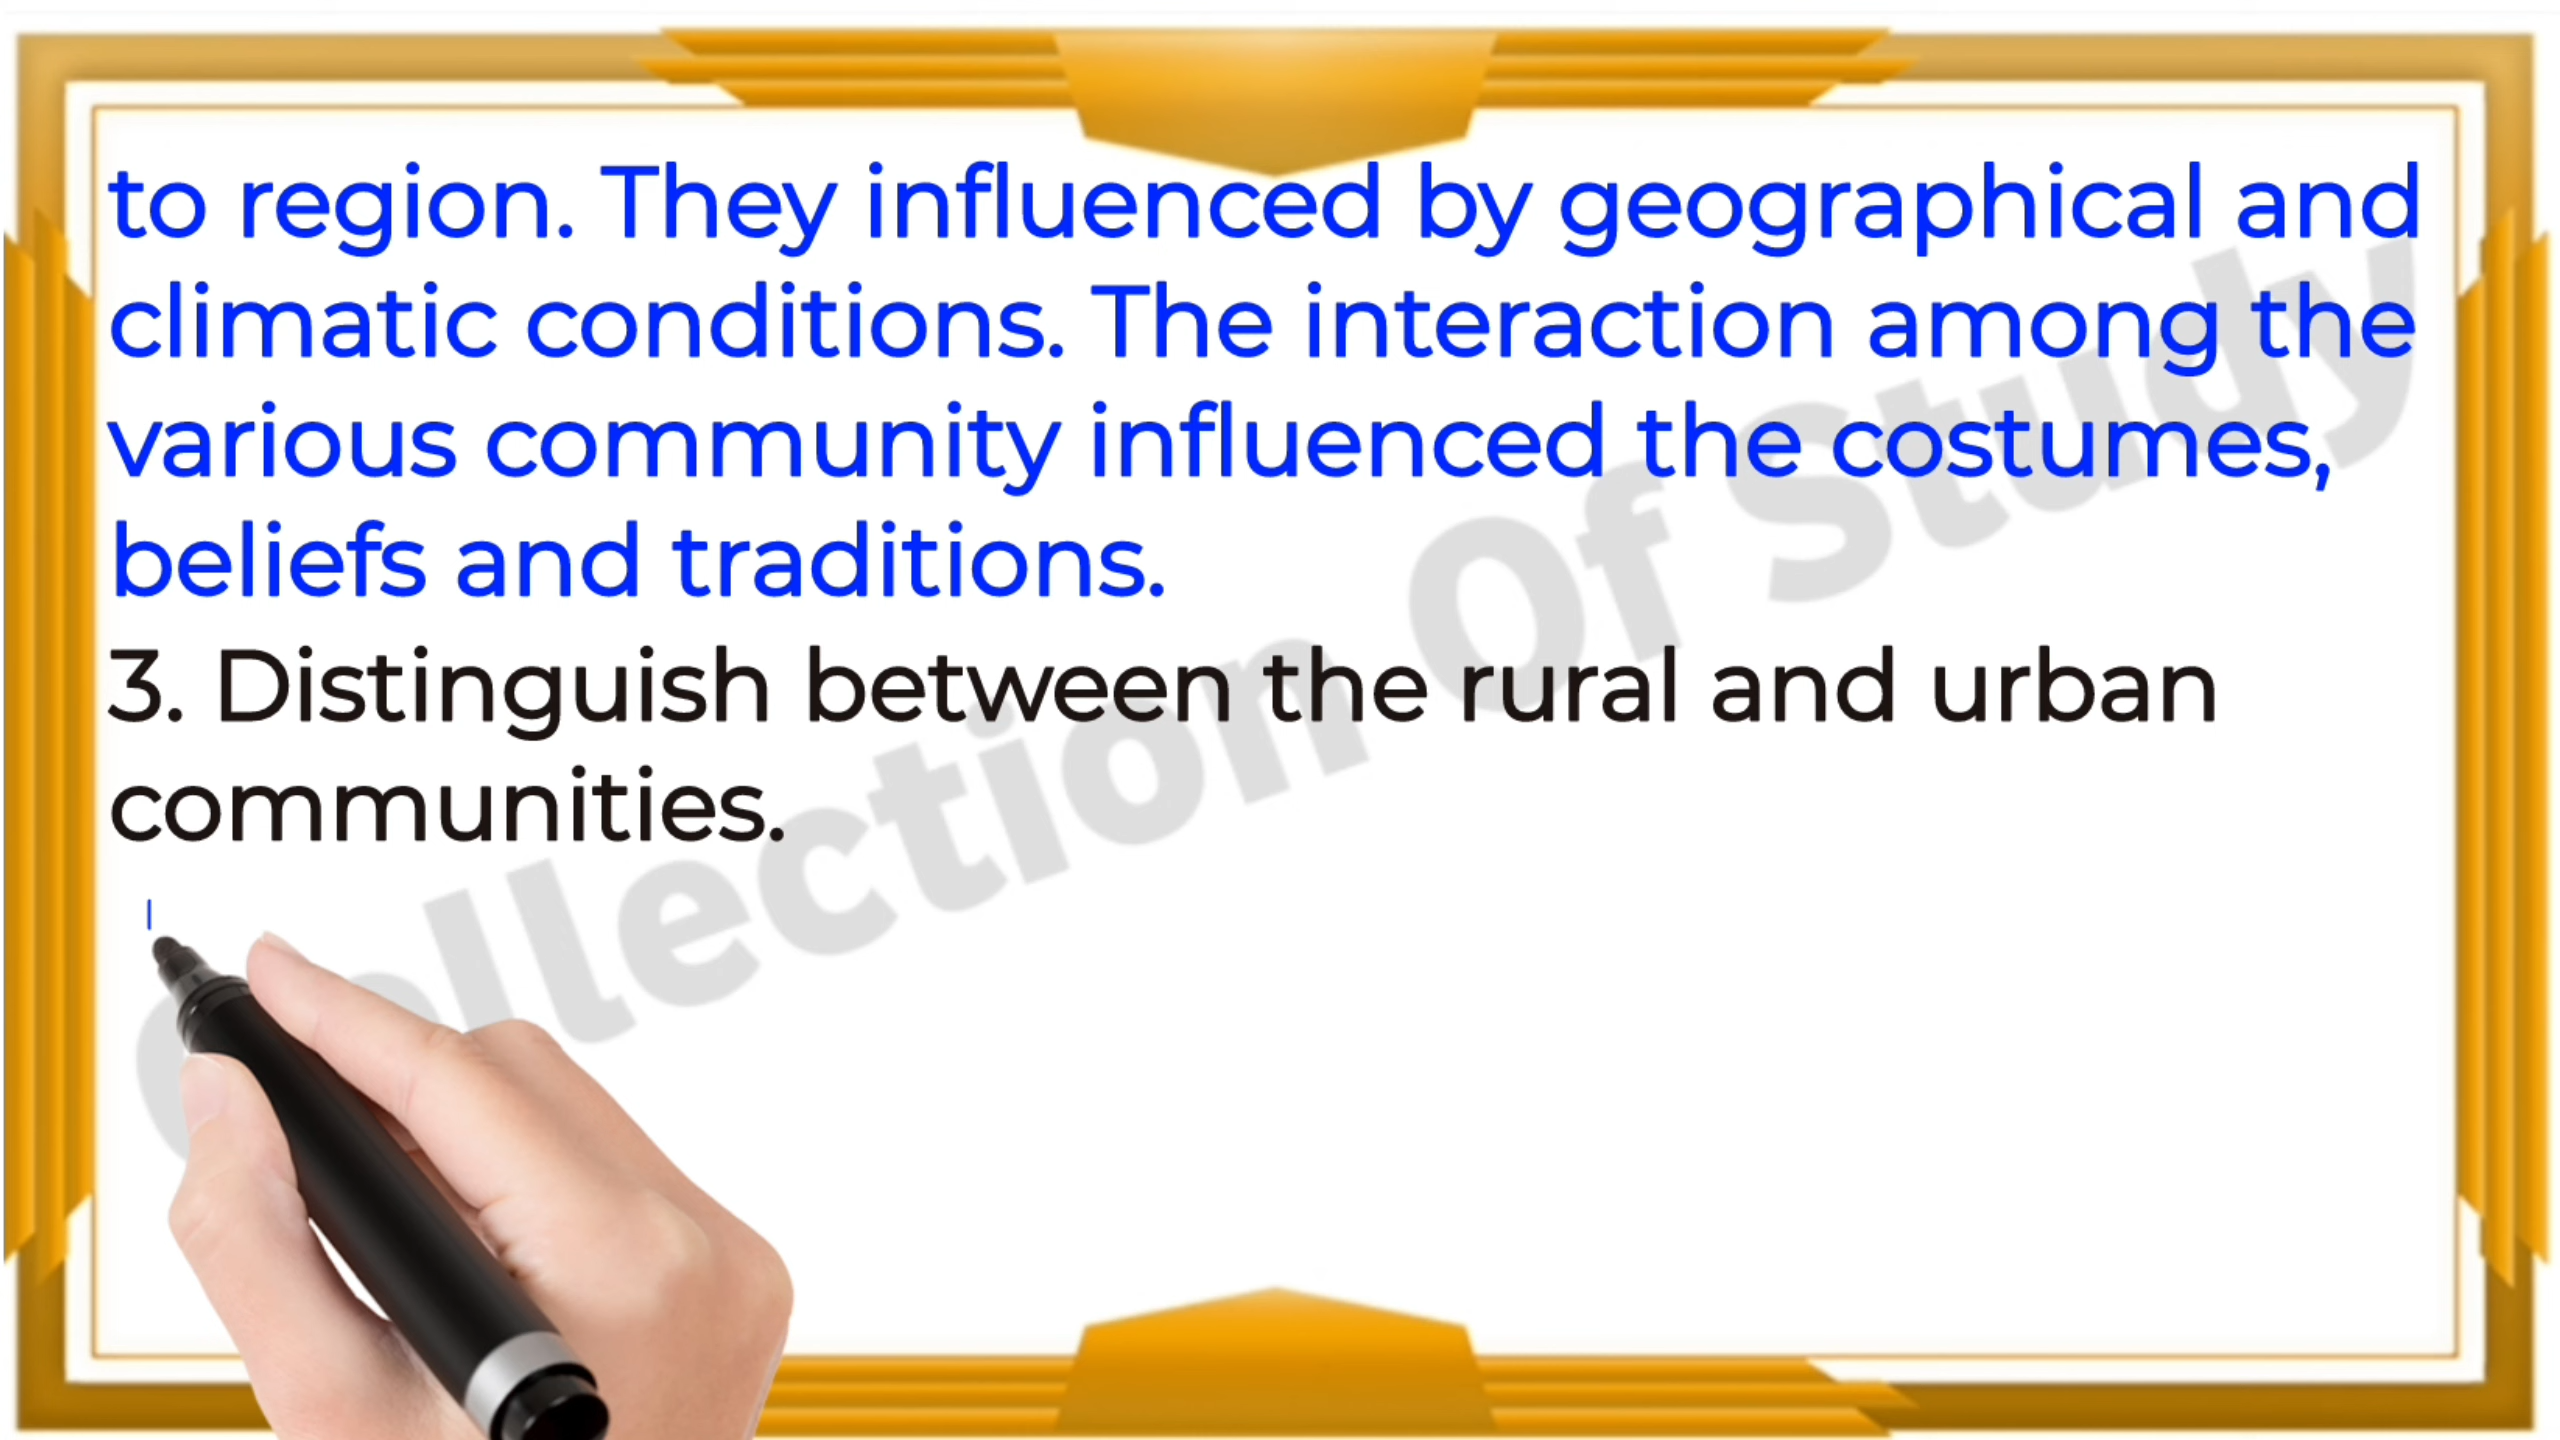 to region. They influenced by geographical and
climatic conditions. The interaction among the
various community influenced the costumes,
beliefs and traditions.
3. Distinguish between the rural and urban
communities.
Collection Of Study